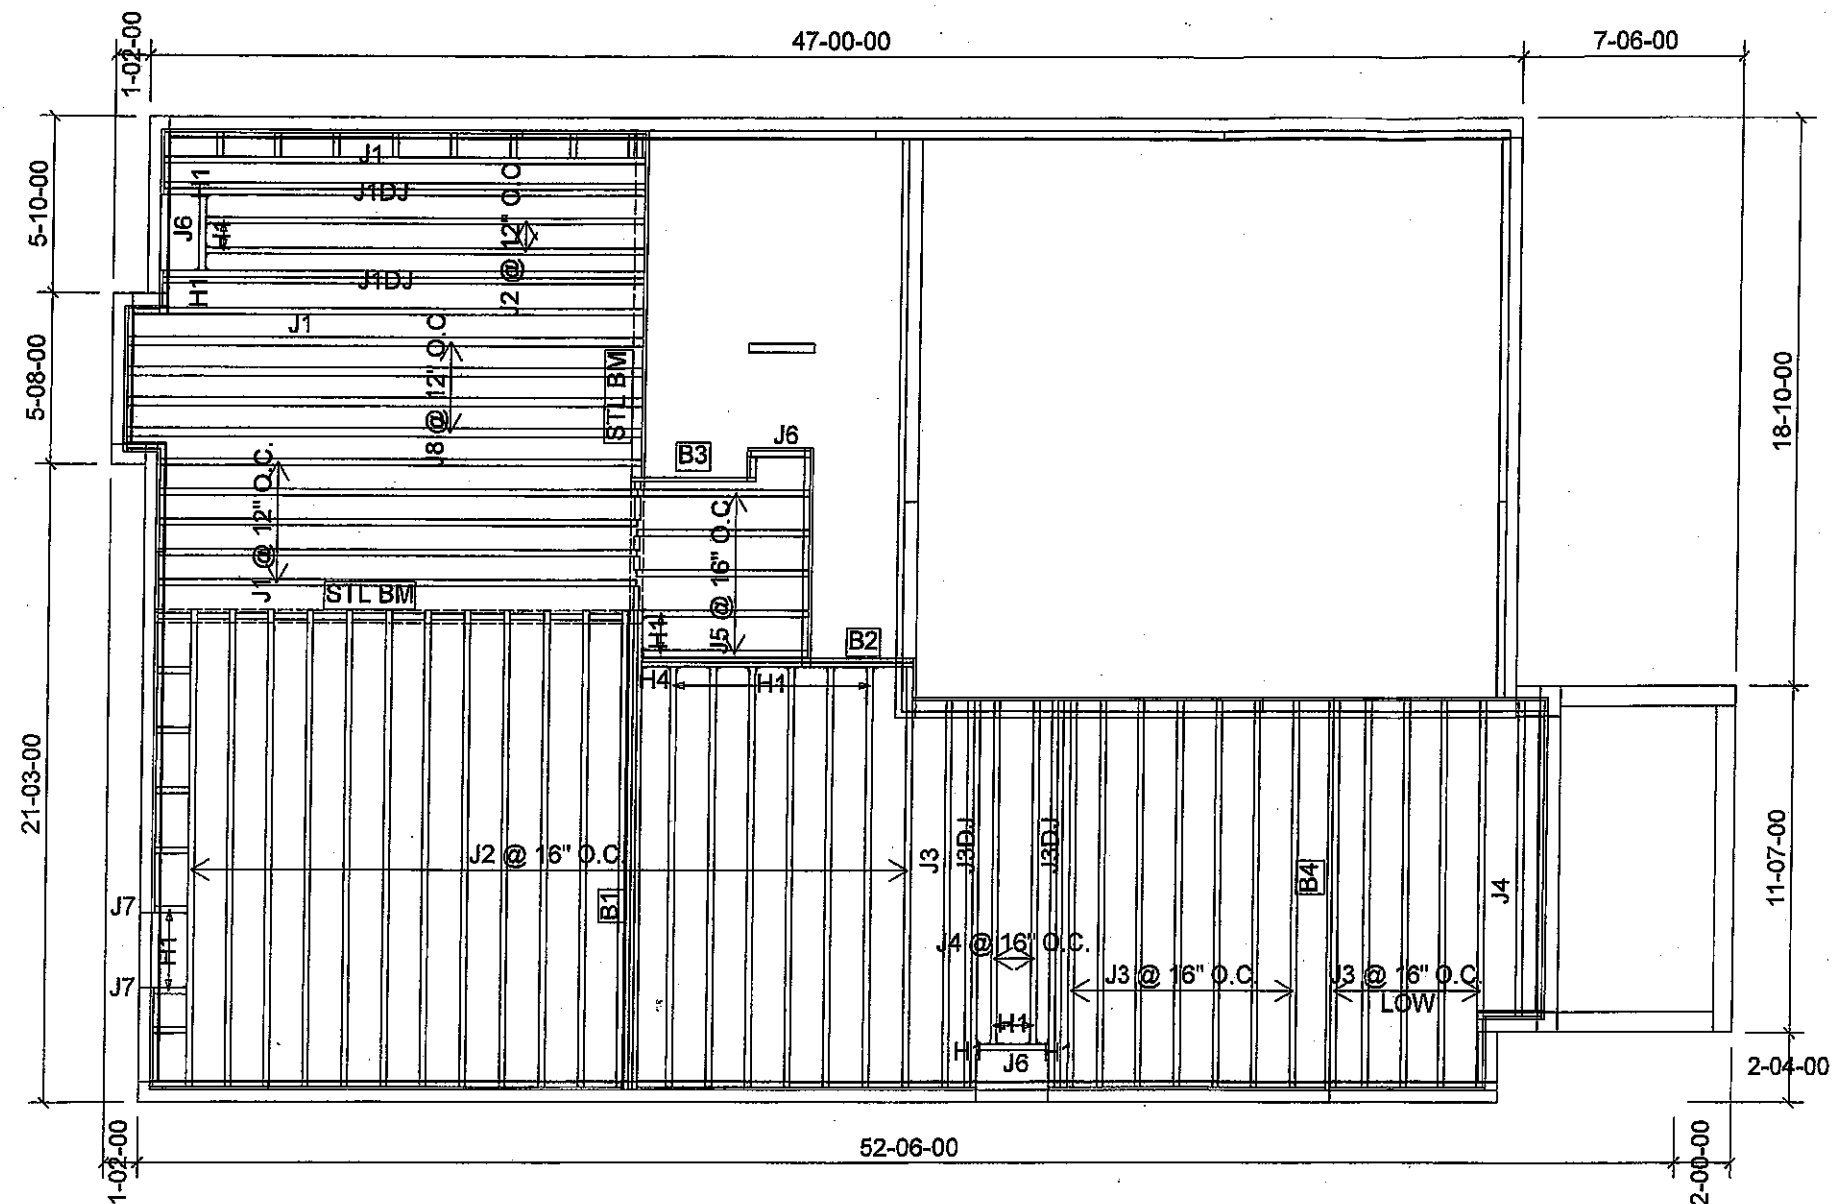 47-00-00
7-06-00
1-02-00
5-10-00
5-08-00
21-03-00
18-10-00
11-07-00
2-04-00
J1
H1
J1DJ
J6
J1
J1DJ
H1
J2 @ 12" O.C.
J1
J8 @ 12" O.C.
STL BM
J1 @ 12" O.C.
STL BM
B3
J6
J5 @ 16" O.C.
H1
B2
H4
H1
J2 @ 16" O.C.
B1
J7
H1
J7
J3
J3DJ
J3DJ
J4 @ 16" O.C.
H1
H1
J6
H1
J3 @ 16" O.C.
B4
J3 @ 16" O.C.
LOW
J4
1-02-00
52-06-00
2-00-00